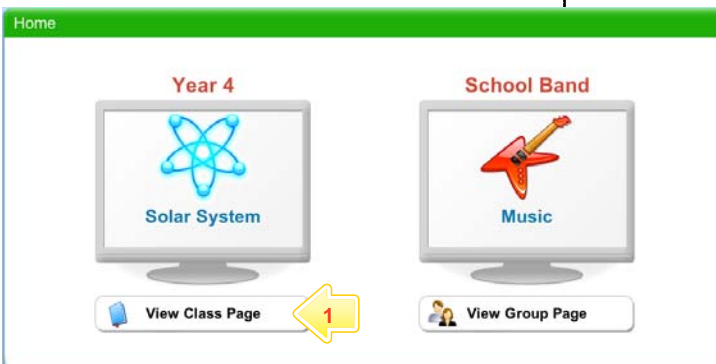 Home
Year 4
School Band
Solar System
Music
View Class Page
1
View Group Page